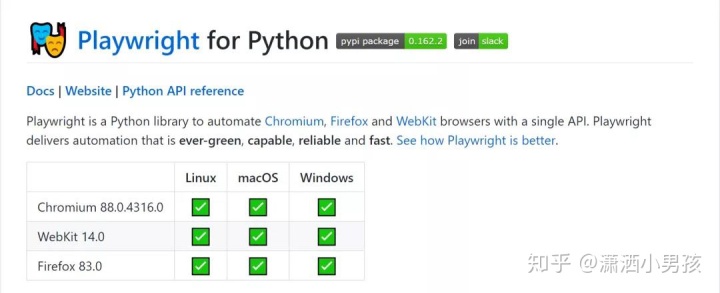 Playwright for Python pypi package 0.162.2 join slack
Docs | Website | Python API reference
Playwright is a Python library to automate Chromium, Firefox and WebKit browsers with a single API. Playwright
delivers automation that is ever-green, capable, reliable and fast. See how Playwright is better.
Linux macOS Windows
Chromium 88.0.4316.0 ✅ ✅ ✅
WebKit 14.0 ✅ ✅ ✅
Firefox 83.0 ✅ ✅ ✅
知乎 @潇洒小男孩